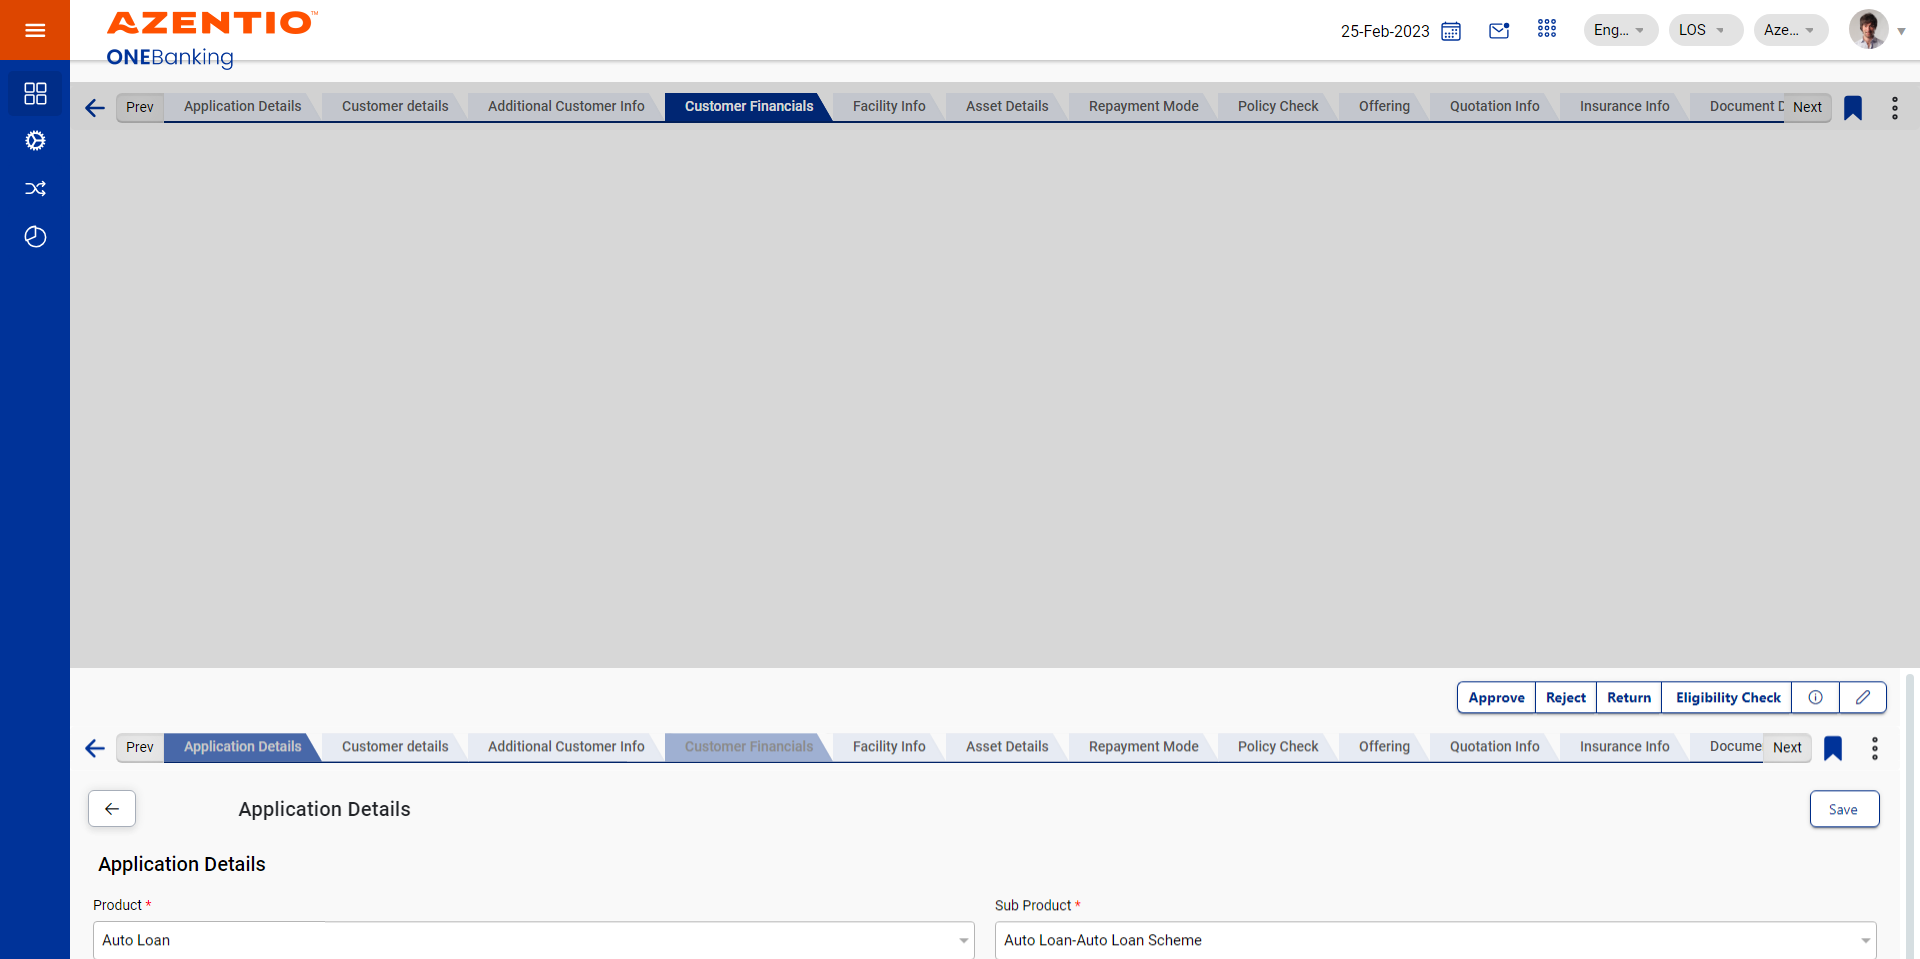 AZENTIO™
ONEBanking
25-Feb-2023
Eng...
LOS
Aze...
Prev
Application Details
Customer details
Additional Customer Info
Customer Financials
Facility Info
Asset Details
Repayment Mode
Policy Check
Offering
Quotation Info
Insurance Info
Document D
Next
Approve
Reject
Return
Eligibility Check
Prev
Application Details
Customer details
Additional Customer Info
Customer Financials
Facility Info
Asset Details
Repayment Mode
Policy Check
Offering
Quotation Info
Insurance Info
Docume
Next
Application Details
Save
Application Details
Product *
Sub Product *
Auto Loan
Auto Loan-Auto Loan Scheme